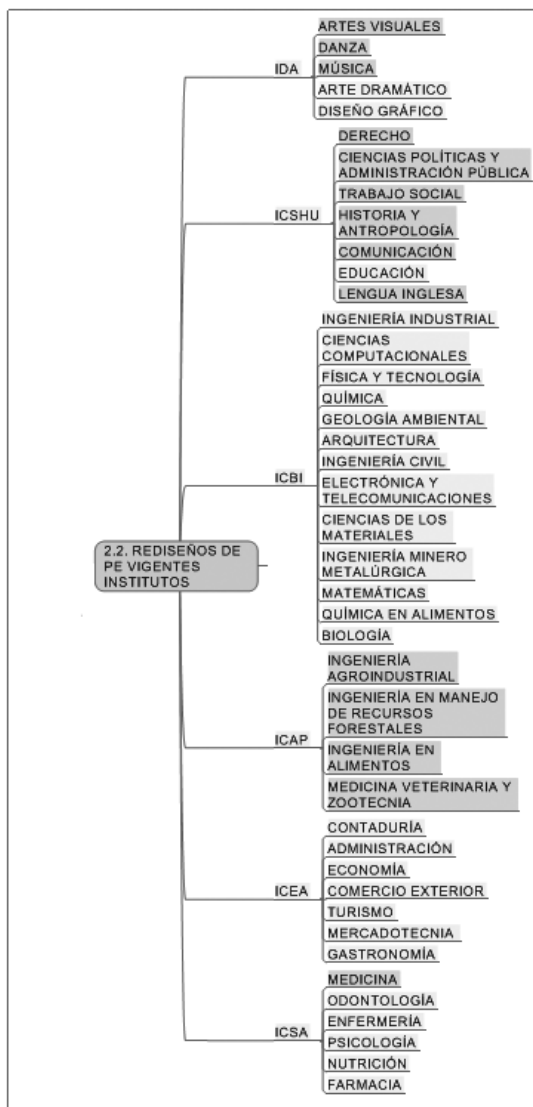 2.2. REDISEÑOS DE
PE VIGENTES
INSTITUTOS
IDA
ARTES VISUALES
DANZA
MÚSICA
ARTE DRAMÁTICO
DISEÑO GRÁFICO
ICSHU
DERECHO
CIENCIAS POLÍTICAS Y
ADMINISTRACIÓN PÚBLICA
TRABAJO SOCIAL
HISTORIA Y
ANTROPOLOGÍA
COMUNICACIÓN
EDUCACIÓN
LENGUA INGLESA
ICBI
INGENIERÍA INDUSTRIAL
CIENCIAS
COMPUTACIONALES
FÍSICA Y TECNOLOGÍA
QUÍMICA
GEOLOGÍA AMBIENTAL
ARQUITECTURA
INGENIERÍA CIVIL
ELECTRÓNICA Y
TELECOMUNICACIONES
CIENCIAS DE LOS
MATERIALES
INGENIERÍA MINERO
METALÚRGICA
MATEMÁTICAS
QUÍMICA EN ALIMENTOS
BIOLOGÍA
ICAP
INGENIERÍA
AGROINDUSTRIAL
INGENIERÍA EN MANEJO
DE RECURSOS
FORESTALES
INGENIERÍA EN
ALIMENTOS
MEDICINA VETERINARIA Y
ZOOTECNIA
ICEA
CONTADURÍA
ADMINISTRACIÓN
ECONOMÍA
COMERCIO EXTERIOR
TURISMO
MERCADOTECNIA
GASTRONOMÍA
ICSA
MEDICINA
ODONTOLOGÍA
ENFERMERÍA
PSICOLOGÍA
NUTRICIÓN
FARMACIA